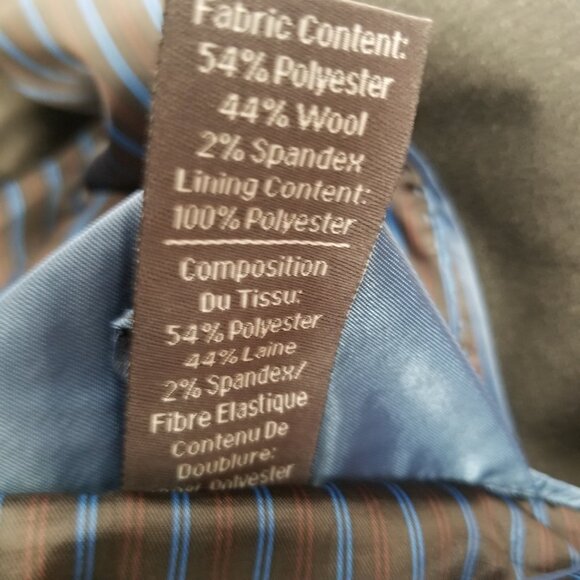 Fabric Content:
54% Polyester
44% Wool
2% Spandex
Lining Content:
100% Polyester
Composition
Du Tissu:
54% Polyester
44% Laine
2% Spandex/
Fibre Elastique
Contenu De
Doublure:
Polyester